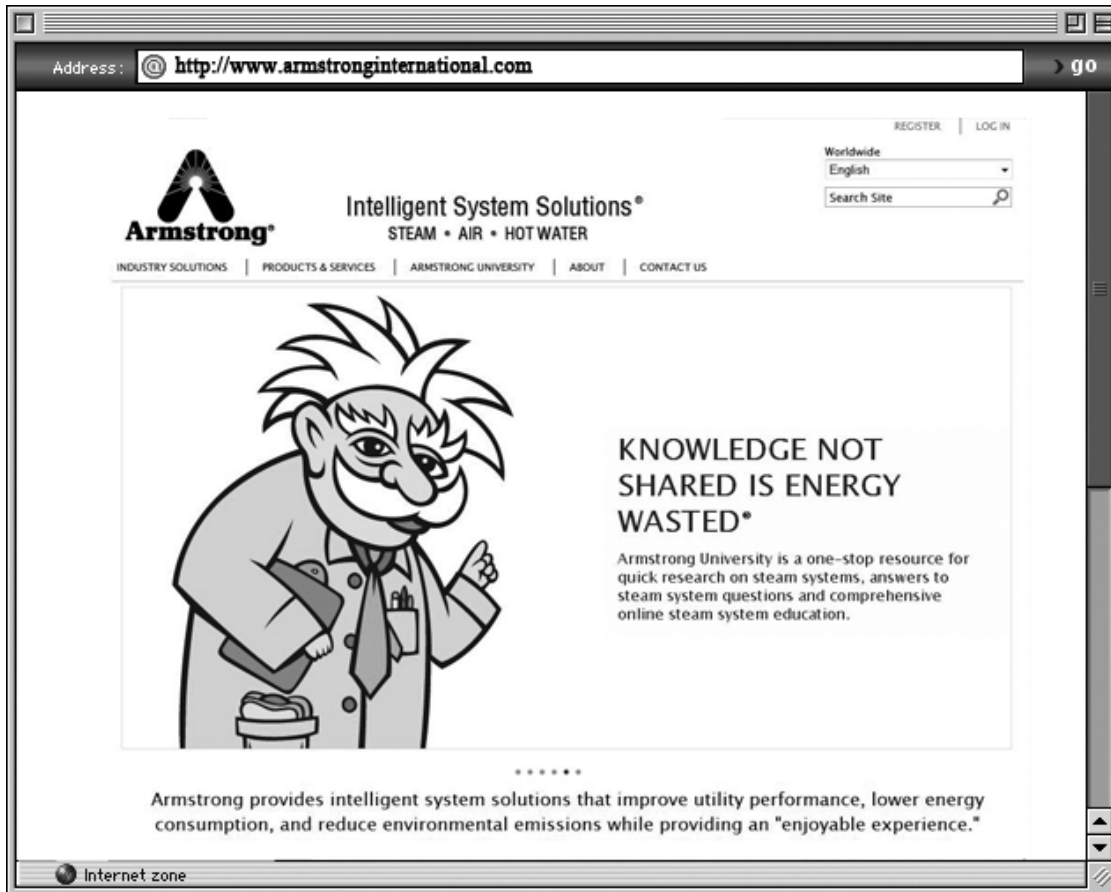 Address: @ http://www.armstronginternational.com go
REGISTER | LOG IN
Worldwide
English
Search Site
Armstrong®
Intelligent System Solutions®
STEAM • AIR • HOT WATER
INDUSTRY SOLUTIONS | PRODUCTS & SERVICES | ARMSTRONG UNIVERSITY | ABOUT | CONTACT US
KNOWLEDGE NOT
SHARED IS ENERGY
WASTED®
Armstrong University is a one-stop resource for
quick research on steam systems, answers to
steam system questions and comprehensive
online steam system education.
Armstrong provides intelligent system solutions that improve utility performance, lower energy
consumption, and reduce environmental emissions while providing an "enjoyable experience."
Internet zone